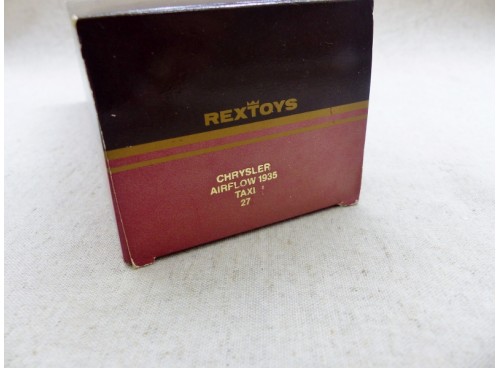 REXTOYS
CHRYSLER
AIRFLOW 1935
TAXI
27